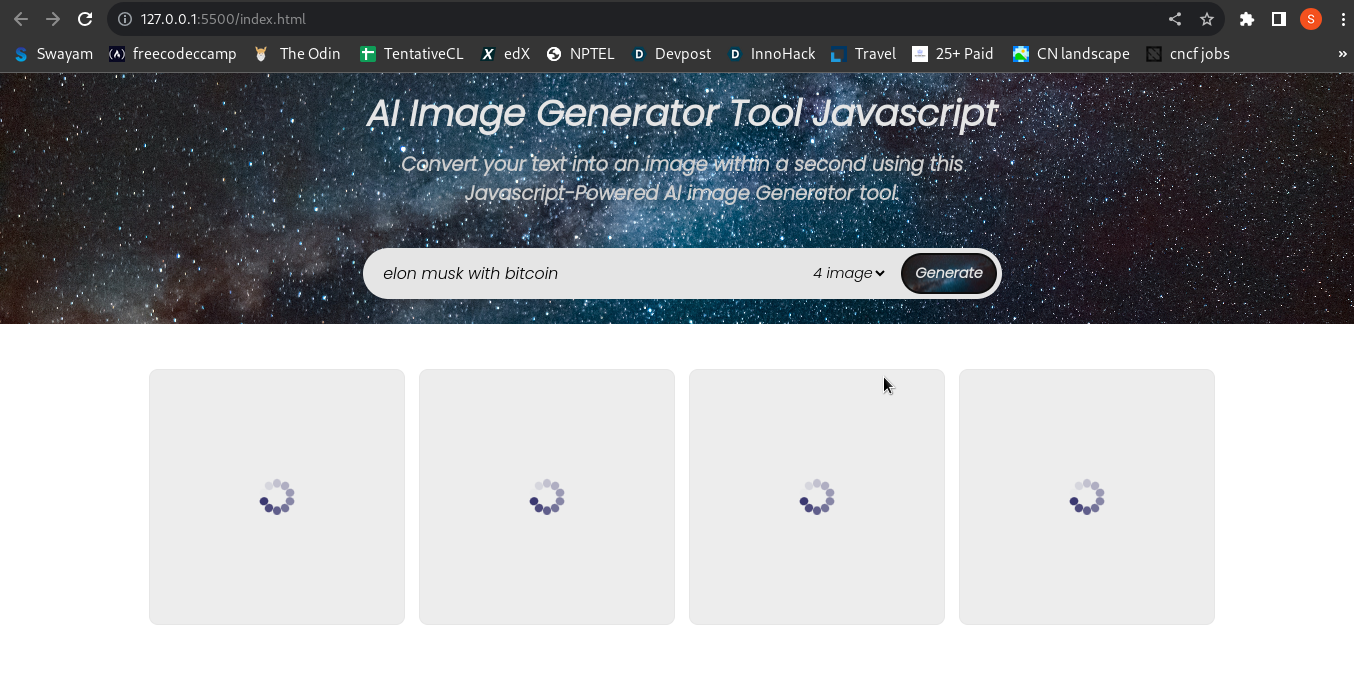 127.0.0.1:5500/index.html
S
Swayam freecodeccamp The Odin TentativeCL edX NPTEL Devpost InnoHack Travel 25+ Paid CN landscape cncf jobs »
AI Image Generator Tool Javascript
Convert your text into an image within a second using this
Javascript-Powered AI image Generator tool.
elon musk with bitcoin 4 image Generate